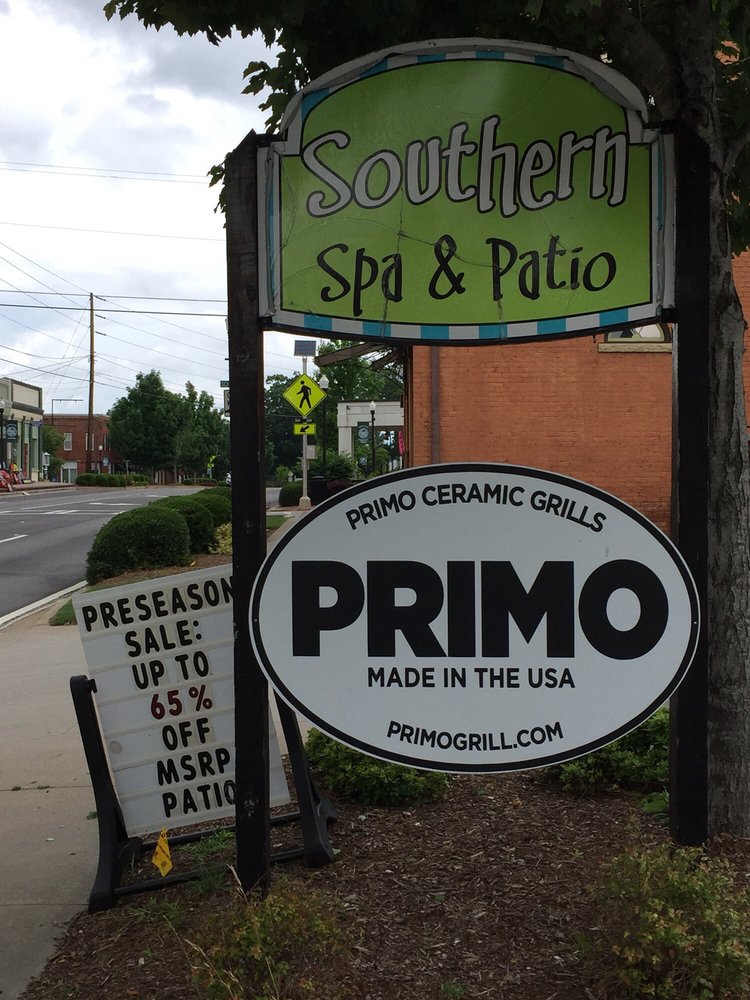 Southern
Spa & Patio
PRIMO CERAMIC GRILLS
PRIMO
MADE IN THE USA
PRIMOGRILL.COM
PRESEASON
SALE:
UP TO
65%
OFF
MSRP
PATIO